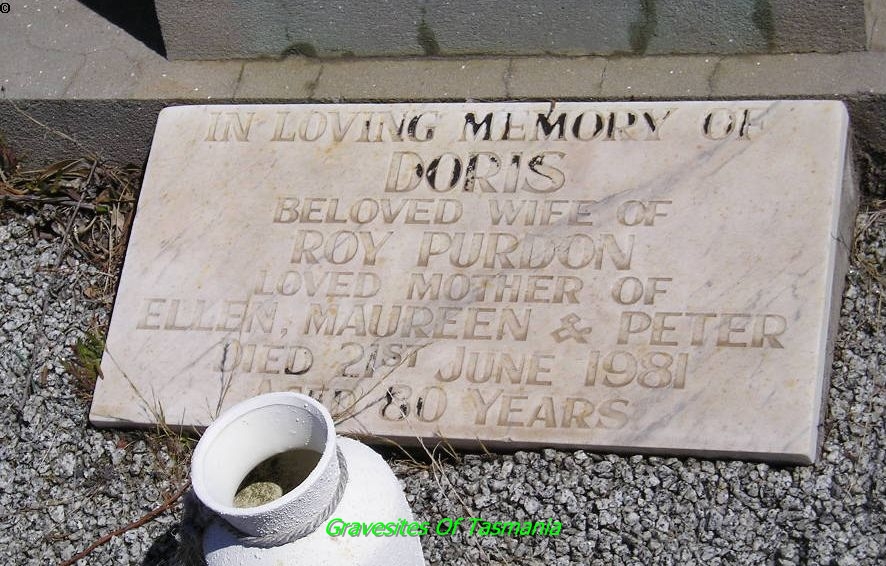 ©
IN LOVING MEMORY OF
DORIS
BELOVED WIFE OF
ROY PURDON
LOVED MOTHER OF
ELLEN, MAUREEN & PETER
DIED 21ST JUNE 1981
AGED 80 YEARS
Gravesites Of Tasmania